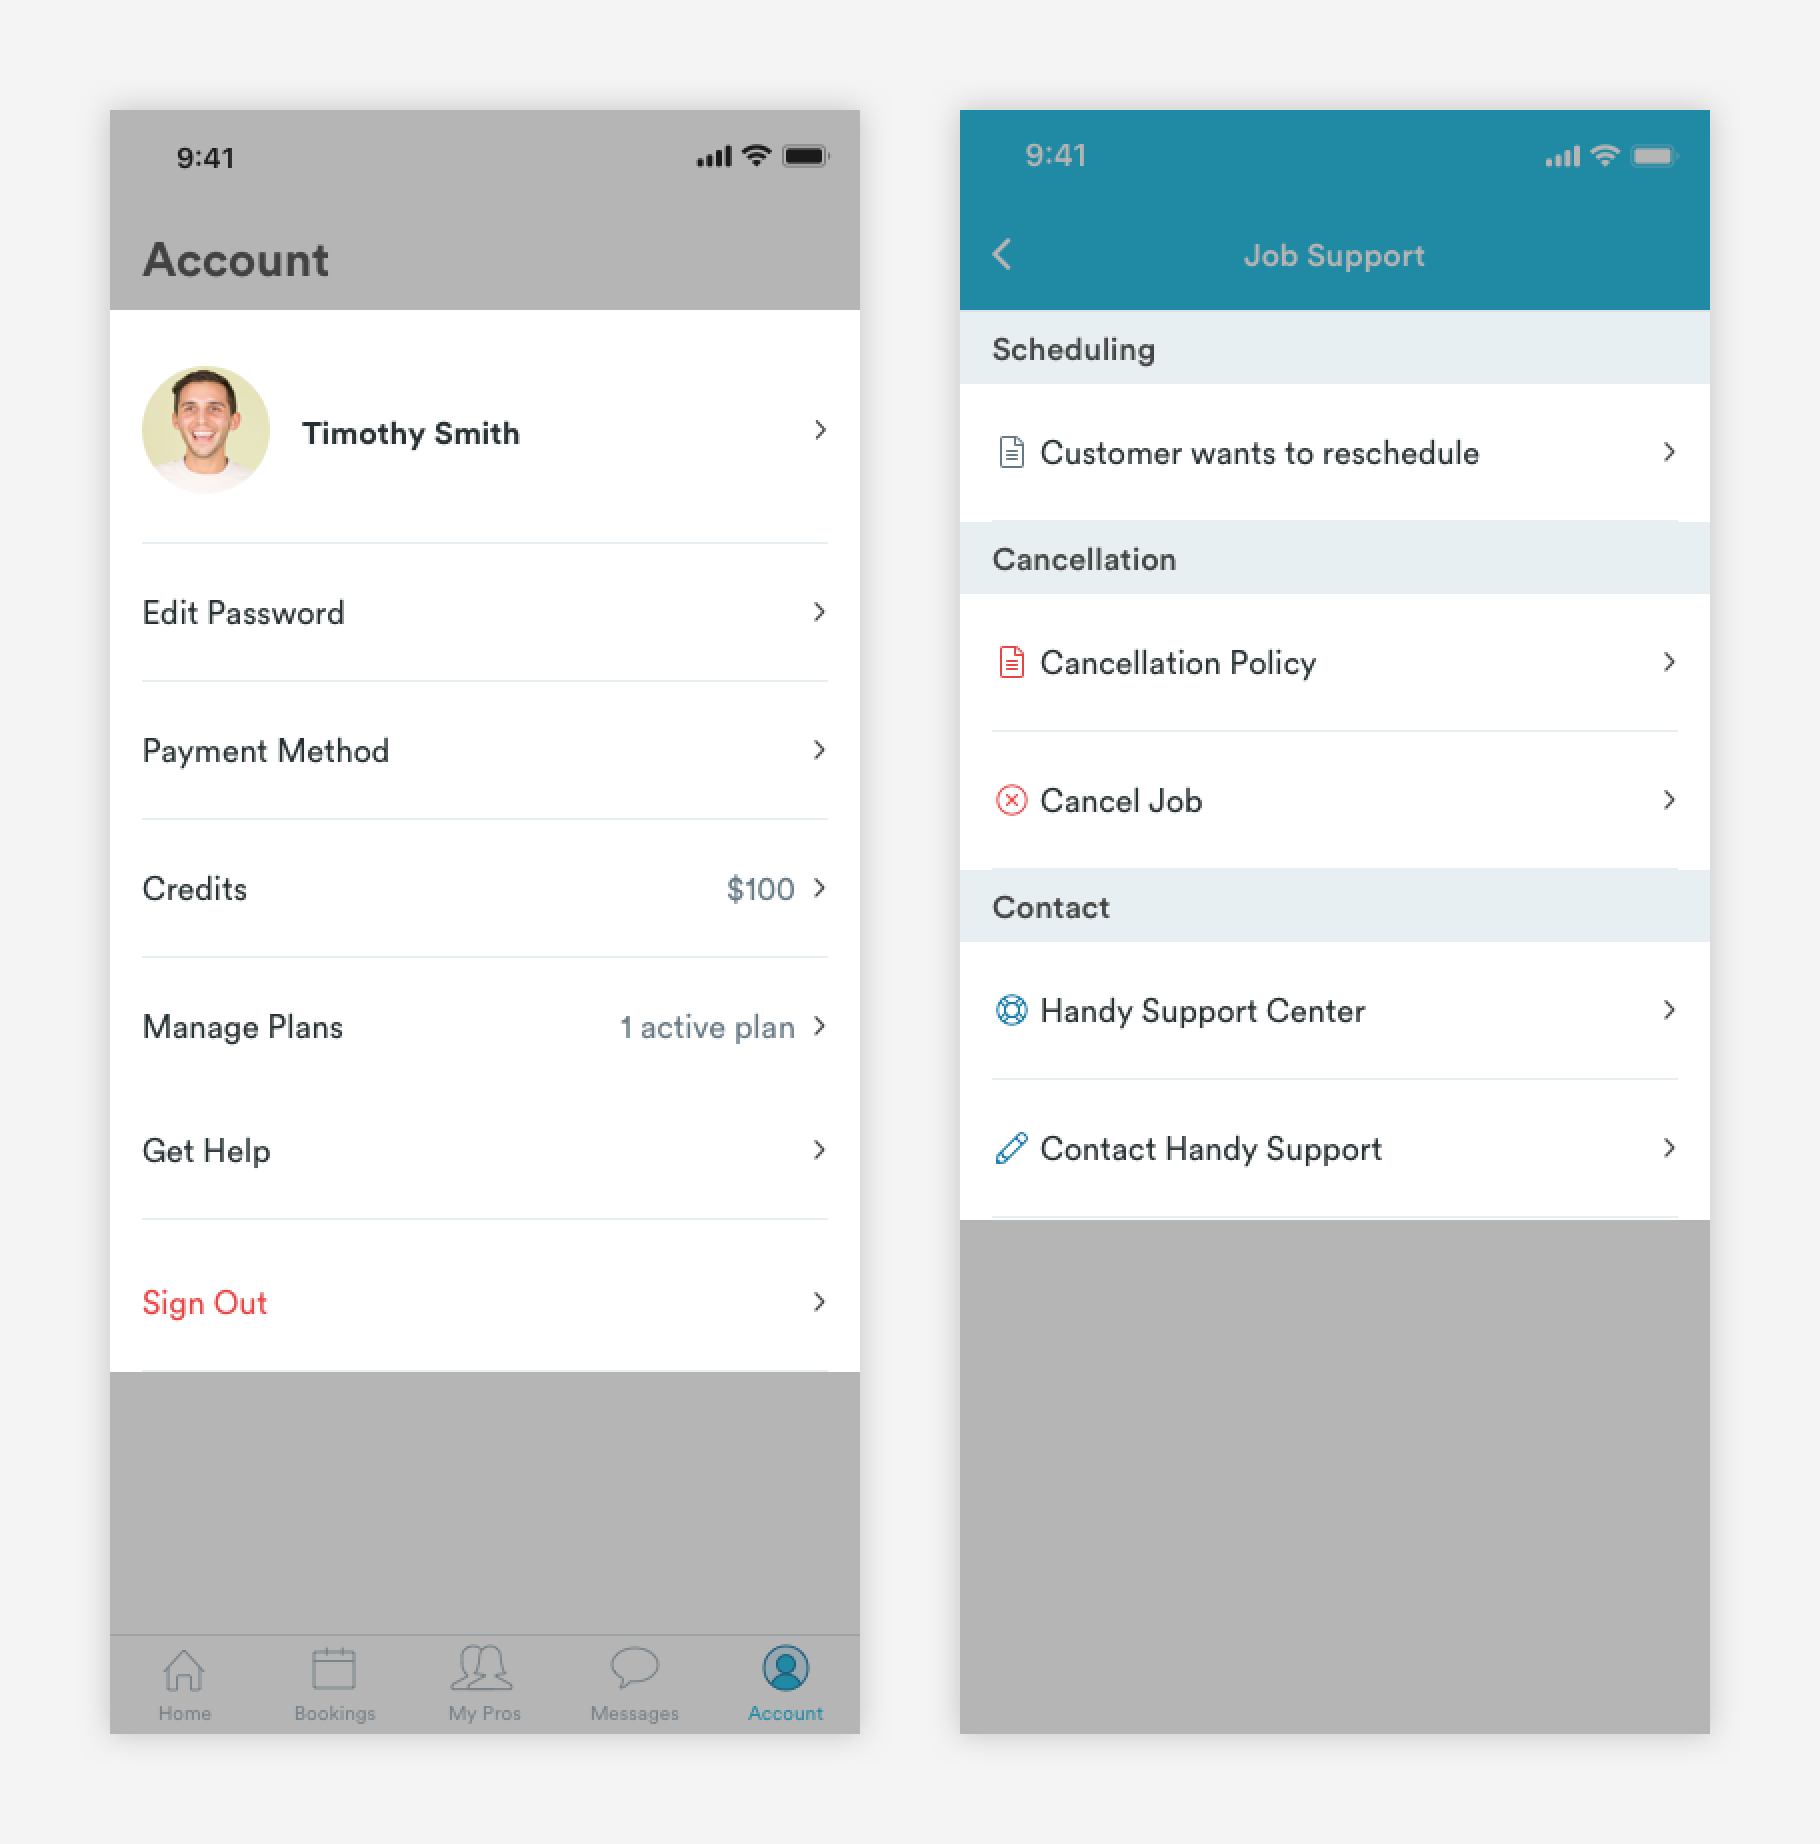 9:41
Account
Timothy Smith
Edit Password
Payment Method
Credits $100
Manage Plans 1 active plan
Get Help
Sign Out
Home Bookings My Pros Messages Account
9:41
Job Support
Scheduling
Customer wants to reschedule
Cancellation
Cancellation Policy
Cancel Job
Contact
Handy Support Center
Contact Handy Support